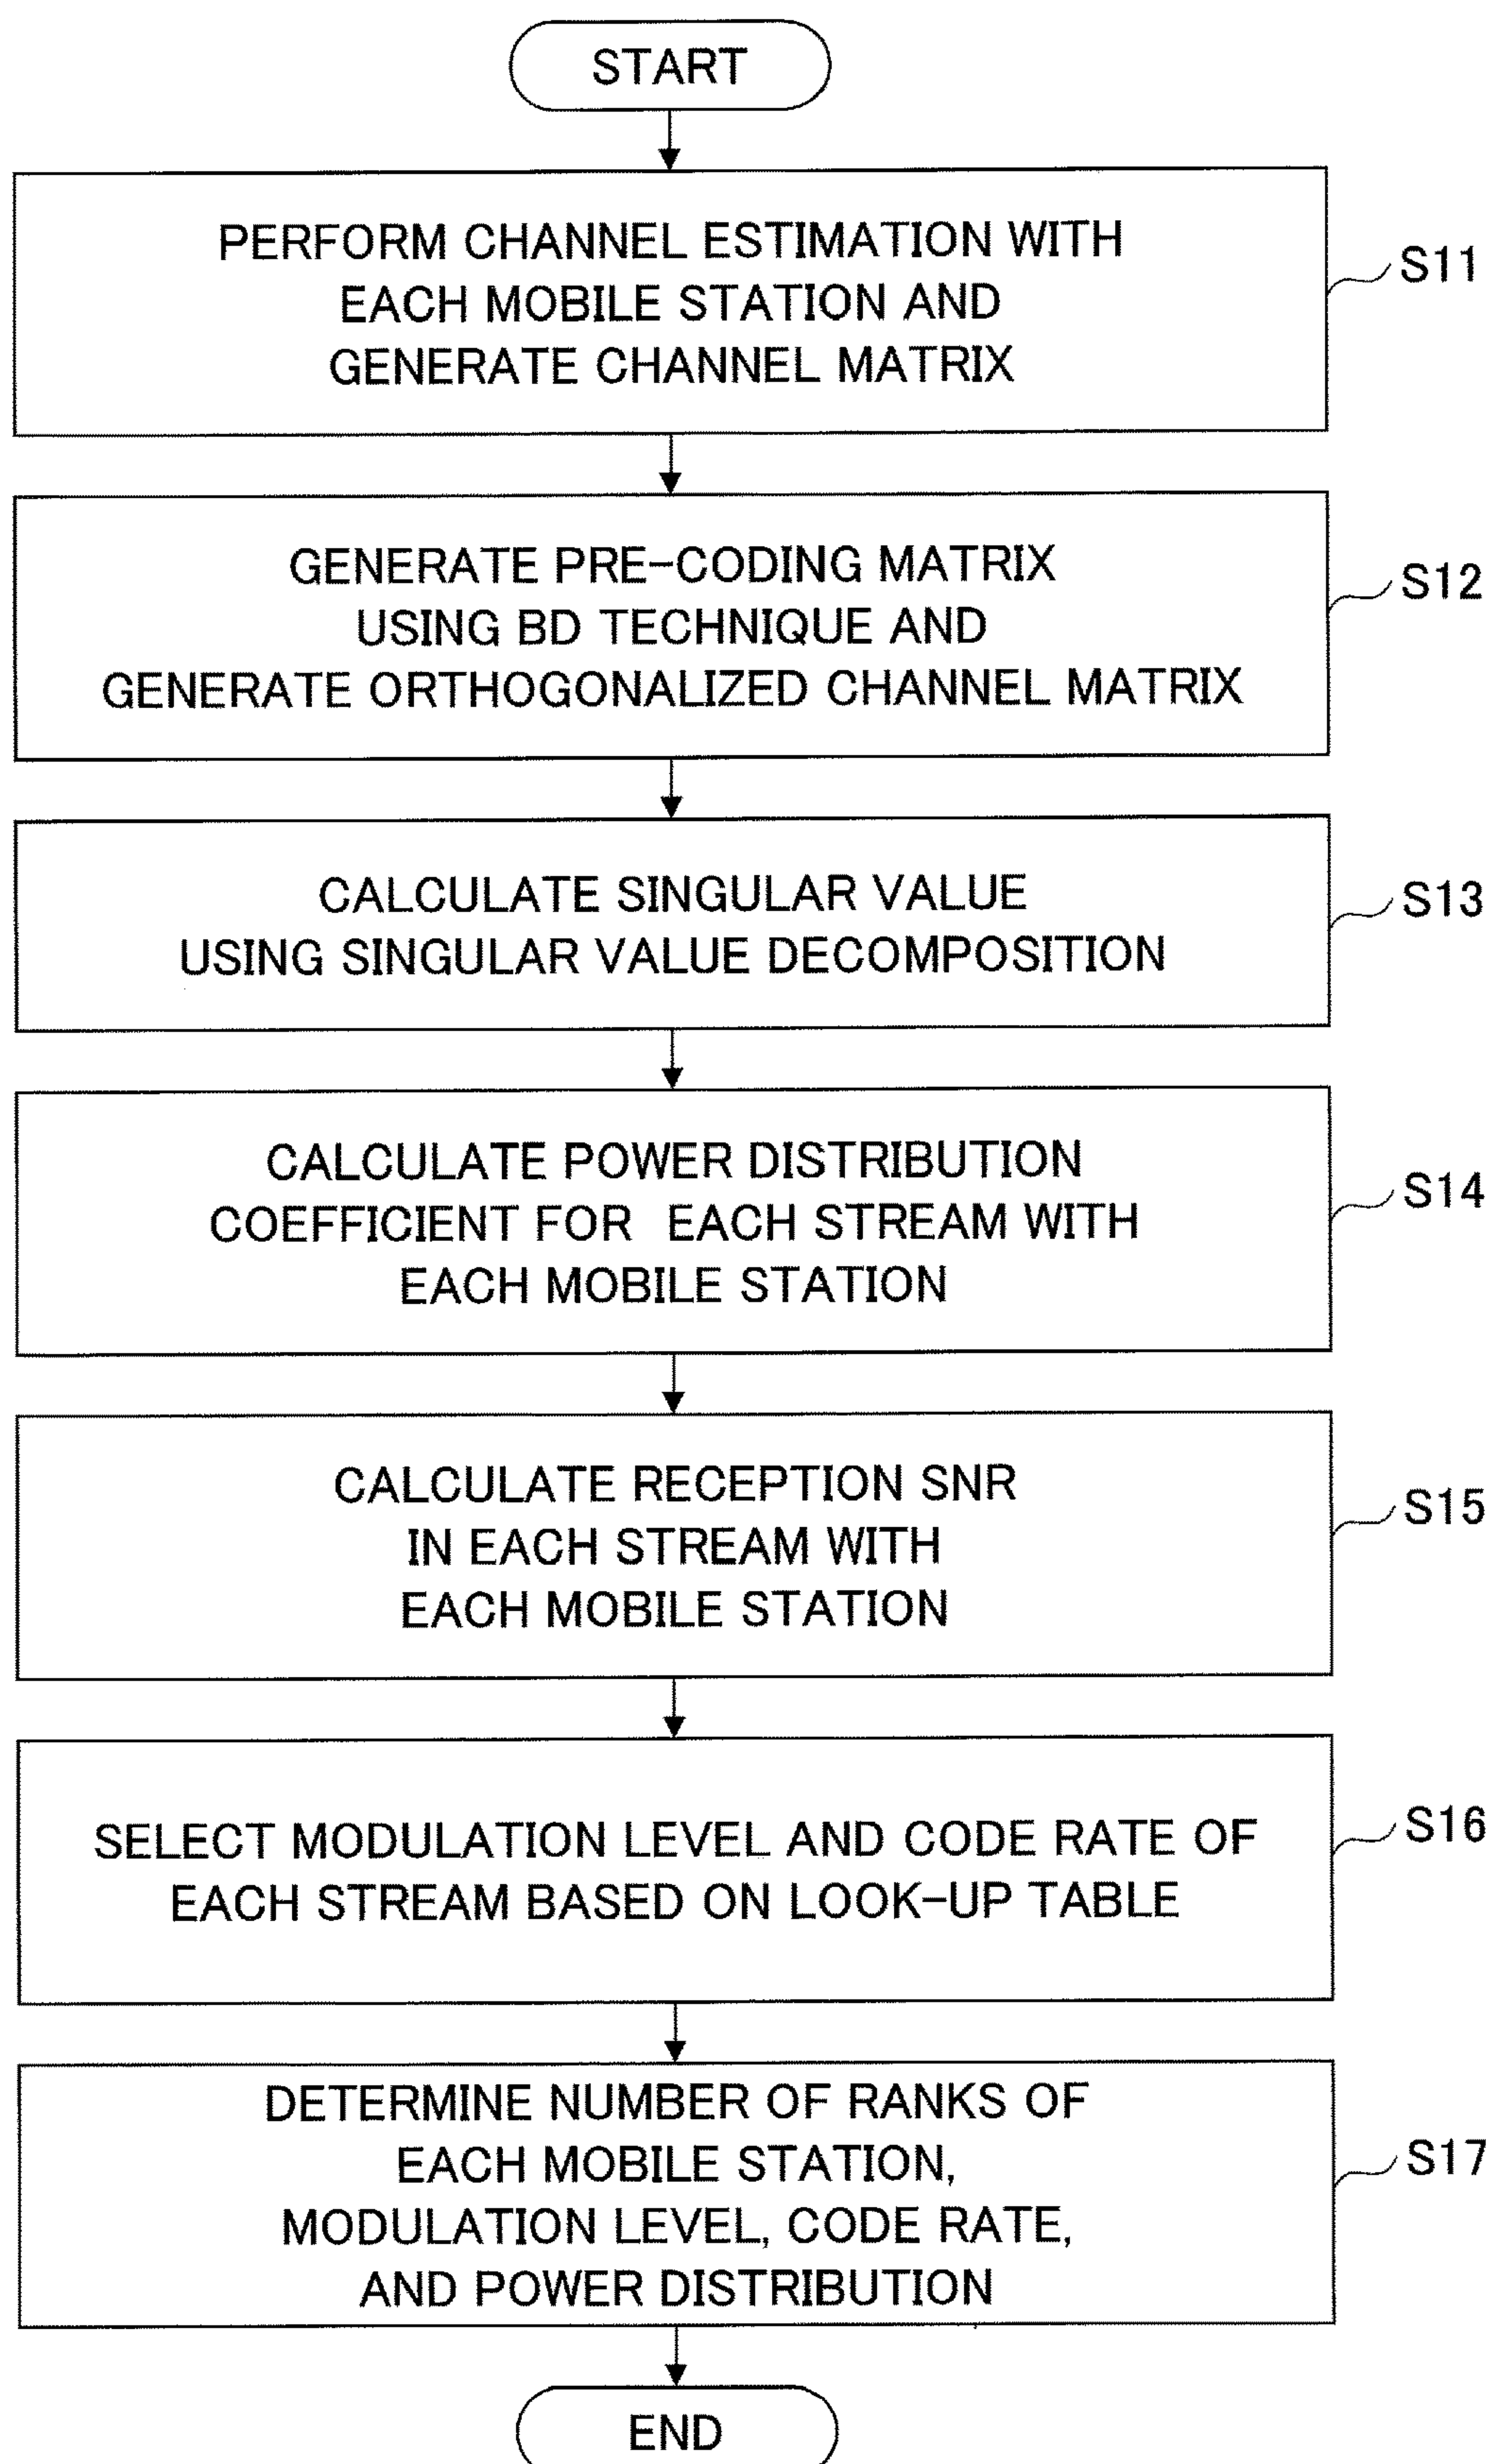 START
PERFORM CHANNEL ESTIMATION WITH
EACH MOBILE STATION AND
GENERATE CHANNEL MATRIX
S11
GENERATE PRE-CODING MATRIX
USING BD TECHNIQUE AND
GENERATE ORTHOGONALIZED CHANNEL MATRIX
S12
CALCULATE SINGULAR VALUE
USING SINGULAR VALUE DECOMPOSITION
S13
CALCULATE POWER DISTRIBUTION
COEFFICIENT FOR EACH STREAM WITH
EACH MOBILE STATION
S14
CALCULATE RECEPTION SNR
IN EACH STREAM WITH
EACH MOBILE STATION
S15
SELECT MODULATION LEVEL AND CODE RATE OF
EACH STREAM BASED ON LOOK-UP TABLE
S16
DETERMINE NUMBER OF RANKS OF
EACH MOBILE STATION,
MODULATION LEVEL, CODE RATE,
AND POWER DISTRIBUTION
S17
END